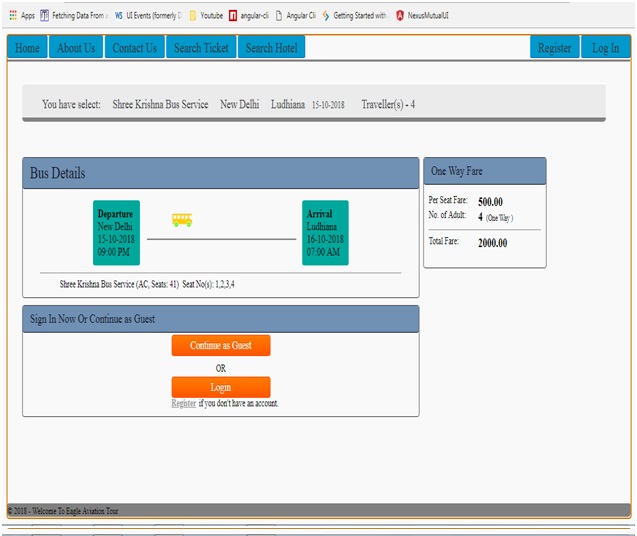 Apps Fetching Data From A WS UI Events (formerly D Youtube angular-cli Angular Cli Getting Started with NexusMutualUI
Home About Us Contact Us Search Ticket Search Hotel Register Log In
You have select: Shree Krishna Bus Service New Delhi Ludhiana 15-10-2018 Traveller(s) - 4
Bus Details
Departure
New Delhi
15-10-2018
09:00 PM
Arrival
Ludhiana
16-10-2018
07:00 AM
Shree Krishna Bus Service (AC, Seats: 41) Seat No(s): 1,2,3,4
One Way Fare
Per Seat Fare: 500.00
No. of Adult: 4 (One Way )
Total Fare: 2000.00
Sign In Now Or Continue as Guest
Continue as Guest
OR
Login
Register if you don't have an account.
© 2018 - Welcome To Eagle Aviation Tour